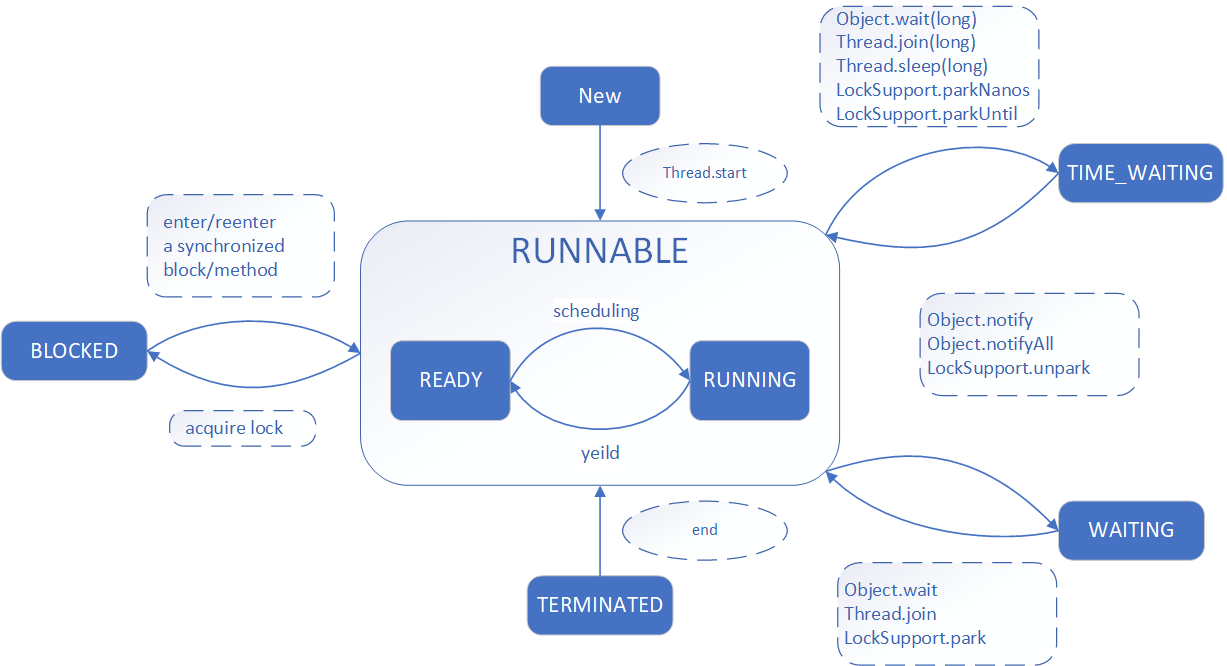 Object.wait(long)
Thread.join(long)
Thread.sleep(long)
LockSupport.parkNanos
LockSupport.parkUntil
New
Thread.start
TIME_WAITING
enter/reenter
a synchronized
block/method
RUNNABLE
scheduling
Object.notify
Object.notifyAll
LockSupport.unpark
BLOCKED
READY
RUNNING
acquire lock
yeild
end
WAITING
TERMINATED
Object.wait
Thread.join
LockSupport.park